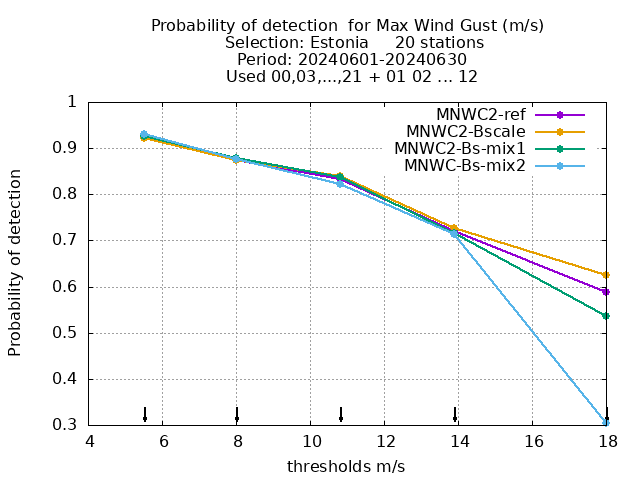 Probability of detection  for Max Wind Gust (m/s)
Selection: Estonia     20 stations
Period: 20240601-20240630
Used 00,03,...,21 + 01 02 ... 12
MNWC2-ref
MNWC2-Bscale
MNWC2-Bs-mix1
MNWC-Bs-mix2
Probability of detection
1
0.9
0.8
0.7
0.6
0.5
0.4
0.3
4 6 8 10 12 14 16 18
thresholds m/s